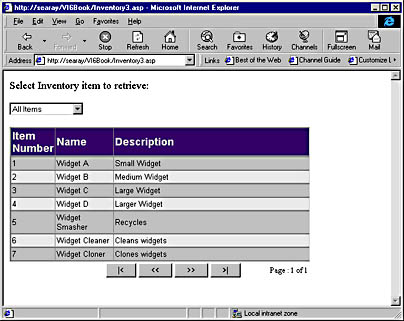 http://searay/VI6Book/Inventory3.asp - Microsoft Internet Explorer
File Edit View Go Favorites Help
Back Forward Stop Refresh Home Search Favorites History Channels Fullscreen Mail
Address http://searay/VI6Book/Inventory3.asp Links Best of the Web Channel Guide Customize L
Select Inventory item to retrieve:
All Items
Item Number Name Description
1 Widget A Small Widget
2 Widget B Medium Widget
3 Widget C Large Widget
4 Widget D Larger Widget
5 Widget Smasher Recycles
6 Widget Cleaner Cleans widgets
7 Widget Cloner Clones widgets
|< << >> >| Page : 1 of 1
Local intranet zone